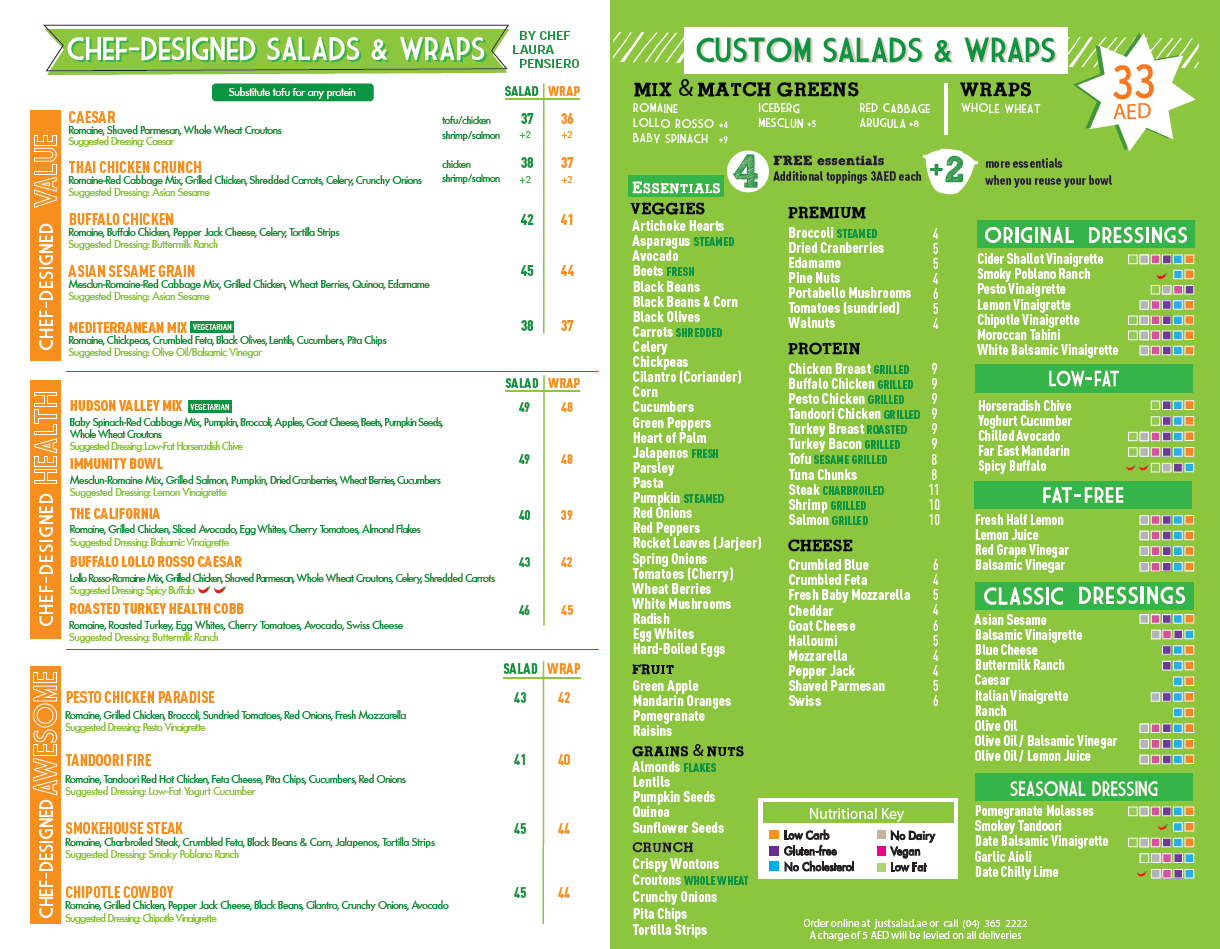 CHEF-DESIGNED SALADS & WRAPS
BY CHEF
LAURA
PENSIERO
Substitute tofu for any protein
SALAD WRAP
CHEF-DESIGNED VALUE
CAESAR tofu/chicken 37 36
Romaine, Shaved Parmesan, Whole Wheat Croutons shrimp/salmon +2 +2
Suggested Dressing: Caesar
THAI CHICKEN CRUNCH chicken 38 37
Romaine-Red Cabbage Mix, Grilled Chicken, Shredded Carrots, Celery, Crunchy Onions shrimp/salmon +2 +2
Suggested Dressing: Asian Sesame
BUFFALO CHICKEN 42 41
Romaine, Buffalo Chicken, Pepper Jack Cheese, Celery, Tortilla Strips
Suggested Dressing: Buttermilk Ranch
ASIAN SESAME GRAIN 45 44
Mesclun-Romaine-Red Cabbage Mix, Grilled Chicken, Wheat Berries, Quinoa, Edamame
Suggested Dressing: Asian Sesame
MEDITERRANEAN MIX VEGETARIAN 38 37
Romaine, Chickpeas, Crumbled Feta, Black Olives, Lentils, Cucumbers, Pita Chips
Suggested Dressing: Olive Oil/Balsamic Vinegar
CHEF-DESIGNED HEALTH
SALAD WRAP
HUDSON VALLEY MIX VEGETARIAN 49 48
Baby Spinach-Red Cabbage Mix, Pumpkin, Broccoli, Apples, Goat Cheese, Beets, Pumpkin Seeds,
Whole Wheat Croutons
Suggested Dressing: Low-Fat Horseradish Chive
IMMUNITY BOWL 49 48
Mesclun-Romaine Mix, Grilled Salmon, Pumpkin, Dried Cranberries, Wheat Berries, Cucumbers
Suggested Dressing: Lemon Vinaigrette
THE CALIFORNIA 40 39
Romaine, Grilled Chicken, Sliced Avocado, Egg Whites, Cherry Tomatoes, Almond Flakes
Suggested Dressing: Balsamic Vinaigrette
BUFFALO LOLLO ROSSO CAESAR 43 42
Lollo Rosso-Romaine Mix, Grilled Chicken, Shaved Parmesan, Whole Wheat Croutons, Celery, Shredded Carrots
Suggested Dressing: Spicy Buffalo
ROASTED TURKEY HEALTH COBB 46 45
Romaine, Roasted Turkey, Egg Whites, Cherry Tomatoes, Avocado, Swiss Cheese
Suggested Dressing: Buttermilk Ranch
CHEF-DESIGNED AWESOME
SALAD WRAP
PESTO CHICKEN PARADISE 43 42
Romaine, Grilled Chicken, Broccoli, Sundried Tomatoes, Red Onions, Fresh Mozzarella
Suggested Dressing: Pesto Vinaigrette
TANDOORI FIRE 41 40
Romaine, Tandoori Red Hot Chicken, Feta Cheese, Pita Chips, Cucumbers, Red Onions
Suggested Dressing: Low-Fat Yogurt Cucumber
SMOKEHOUSE STEAK 45 44
Romaine, Charbroiled Steak, Crumbled Feta, Black Beans & Corn, Jalapenos, Tortilla Strips
Suggested Dressing: Smoky Poblano Ranch
CHIPOTLE COWBOY 45 44
Romaine, Grilled Chicken, Pepper Jack Cheese, Black Beans, Cilantro, Crunchy Onions, Avocado
Suggested Dressing: Chipotle Vinaigrette
CUSTOM SALADS & WRAPS
33
AED
MIX & MATCH GREENS
ROMAINE ICEBERG RED CABBAGE
LOLLO ROSSO +4 MESCLUN +5 ARUGULA +8
BABY SPINACH +9
WRAPS
WHOLE WHEAT
4 FREE essentials
Additional toppings 3AED each
+2 more essentials
when you reuse your bowl
ESSENTIALS
VEGGIES
Artichoke Hearts
Asparagus STEAMED
Avocado
Beets FRESH
Black Beans
Black Beans & Corn
Black Olives
Carrots SHREDDED
Celery
Chickpeas
Cilantro (Coriander)
Corn
Cucumbers
Green Peppers
Heart of Palm
Jalapenos FRESH
Parsley
Pasta
Pumpkin STEAMED
Red Onions
Red Peppers
Rocket Leaves (Jarjeer)
Spring Onions
Tomatoes (Cherry)
Wheat Berries
White Mushrooms
Radish
Egg Whites
Hard-Boiled Eggs
FRUIT
Green Apple
Mandarin Oranges
Pomegranate
Raisins
GRAINS & NUTS
Almonds FLAKES
Lentils
Pumpkin Seeds
Quinoa
Sunflower Seeds
CRUNCH
Crispy Wontons
Croutons WHOLE WHEAT
Crunchy Onions
Pita Chips
Tortilla Strips
PREMIUM
Broccoli STEAMED 4
Dried Cranberries 5
Edamame 5
Pine Nuts 4
Portabello Mushrooms 6
Tomatoes (sundried) 5
Walnuts 4
PROTEIN
Chicken Breast GRILLED 9
Buffalo Chicken GRILLED 9
Pesto Chicken GRILLED 9
Tandoori Chicken GRILLED 9
Turkey Breast ROASTED 9
Turkey Bacon GRILLED 9
Tofu SESAME GRILLED 8
Tuna Chunks 8
Steak CHARBROILED 11
Shrimp GRILLED 10
Salmon GRILLED 10
CHEESE
Crumbled Blue 6
Crumbled Feta 4
Fresh Baby Mozzarella 5
Cheddar 4
Goat Cheese 6
Halloumi 5
Mozzarella 4
Pepper Jack 4
Shaved Parmesan 5
Swiss 6
Nutritional Key
Low Carb No Dairy
Gluten-free Vegan
No Cholesterol Low Fat
ORIGINAL DRESSINGS
Cider Shallot Vinaigrette
Smoky Poblano Ranch
Pesto Vinaigrette
Lemon Vinaigrette
Chipotle Vinaigrette
Moroccan Tahini
White Balsamic Vinaigrette
LOW-FAT
Horseradish Chive
Yoghurt Cucumber
Chilled Avocado
Far East Mandarin
Spicy Buffalo
FAT-FREE
Fresh Half Lemon
Lemon Juice
Red Grape Vinegar
Balsamic Vinegar
CLASSIC DRESSINGS
Asian Sesame
Balsamic Vinaigrette
Blue Cheese
Buttermilk Ranch
Caesar
Italian Vinaigrette
Ranch
Olive Oil
Olive Oil / Balsamic Vinegar
Olive Oil / Lemon Juice
SEASONAL DRESSING
Pomegranate Molasses
Smokey Tandoori
Date Balsamic Vinaigrette
Garlic Aioli
Date Chilly Lime
Order online at justsalad.ae or call (04) 365 2222
A charge of 5 AED will be levied on all deliveries